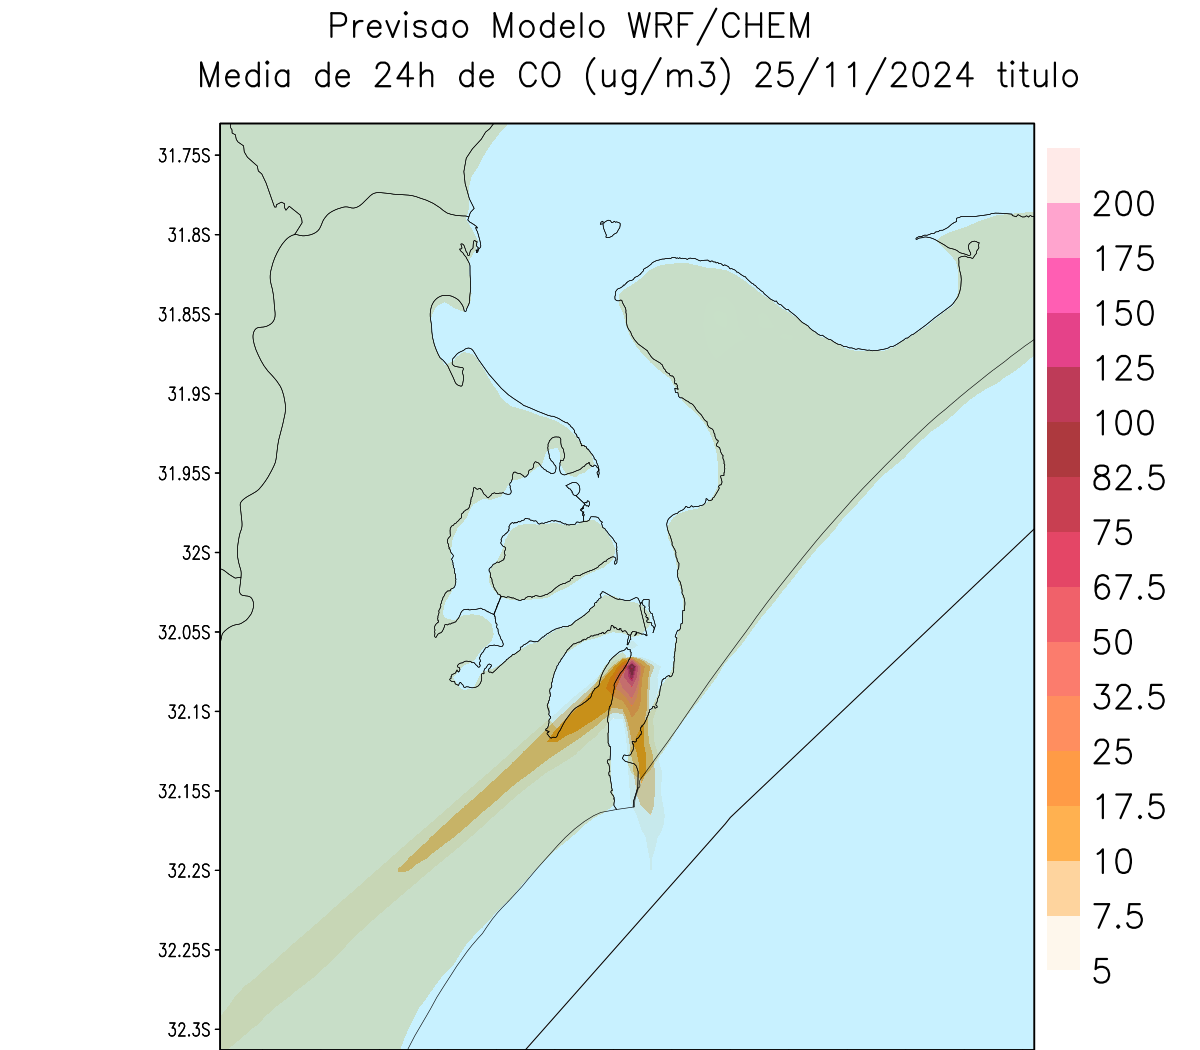 Previsao Modelo WRF/CHEM
Media de 24h de CO (ug/m3) 25/11/2024 titulo
31.75S
31.8S
31.85S
31.9S
31.95S
32S
32.05S
32.1S
32.15S
32.2S
32.25S
32.3S
200
175
150
125
100
82.5
75
67.5
50
32.5
25
17.5
10
7.5
5